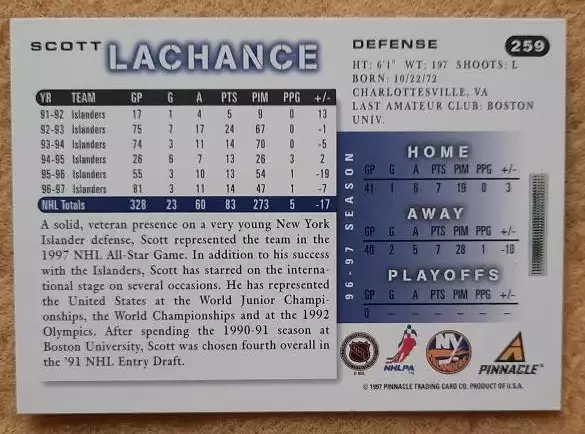 SCOTT LACHANCE
DEFENSE 259
HT: 6'1" WT: 197 SHOOTS: L
BORN: 10/22/72
CHARLOTTESVILLE, VA
LAST AMATEUR CLUB: BOSTON
UNIV.
YR TEAM GP G A PTS PIM PPG +/-
91-92 Islanders 17 1 4 5 9 0 13
92-93 Islanders 75 7 17 24 67 0 -1
93-94 Islanders 74 3 11 14 70 0 -5
94-95 Islanders 26 6 7 13 26 3 2
95-96 Islanders 55 3 10 13 54 1 -19
96-97 Islanders 81 3 11 14 47 1 -7
NHL Totals 328 23 60 83 273 5 -17
A solid, veteran presence on a very young New York
Islander defense, Scott represented the team in the
1997 NHL All-Star Game. In addition to his success
with the Islanders, Scott has starred on the interna-
tional stage on several occasions. He has represented
the United States at the World Junior Champi-
onships, the World Championships and at the 1992
Olympics. After spending the 1990-91 season at
Boston University, Scott was chosen fourth overall in
the '91 NHL Entry Draft.
96-97 SEASON
HOME
GP G A PTS PIM PPG +/-
41 1 6 7 19 0 3
AWAY
GP G A PTS PIM PPG +/-
40 2 5 7 28 1 -10
PLAYOFFS
GP G A PTS PIM PPG +/-
0 - - - - - -
NHL
© NHL
NHLPA
NY
PINNACLE
© 1997 PINNACLE TRADING CARD CO. PRODUCT OF U.S.A.